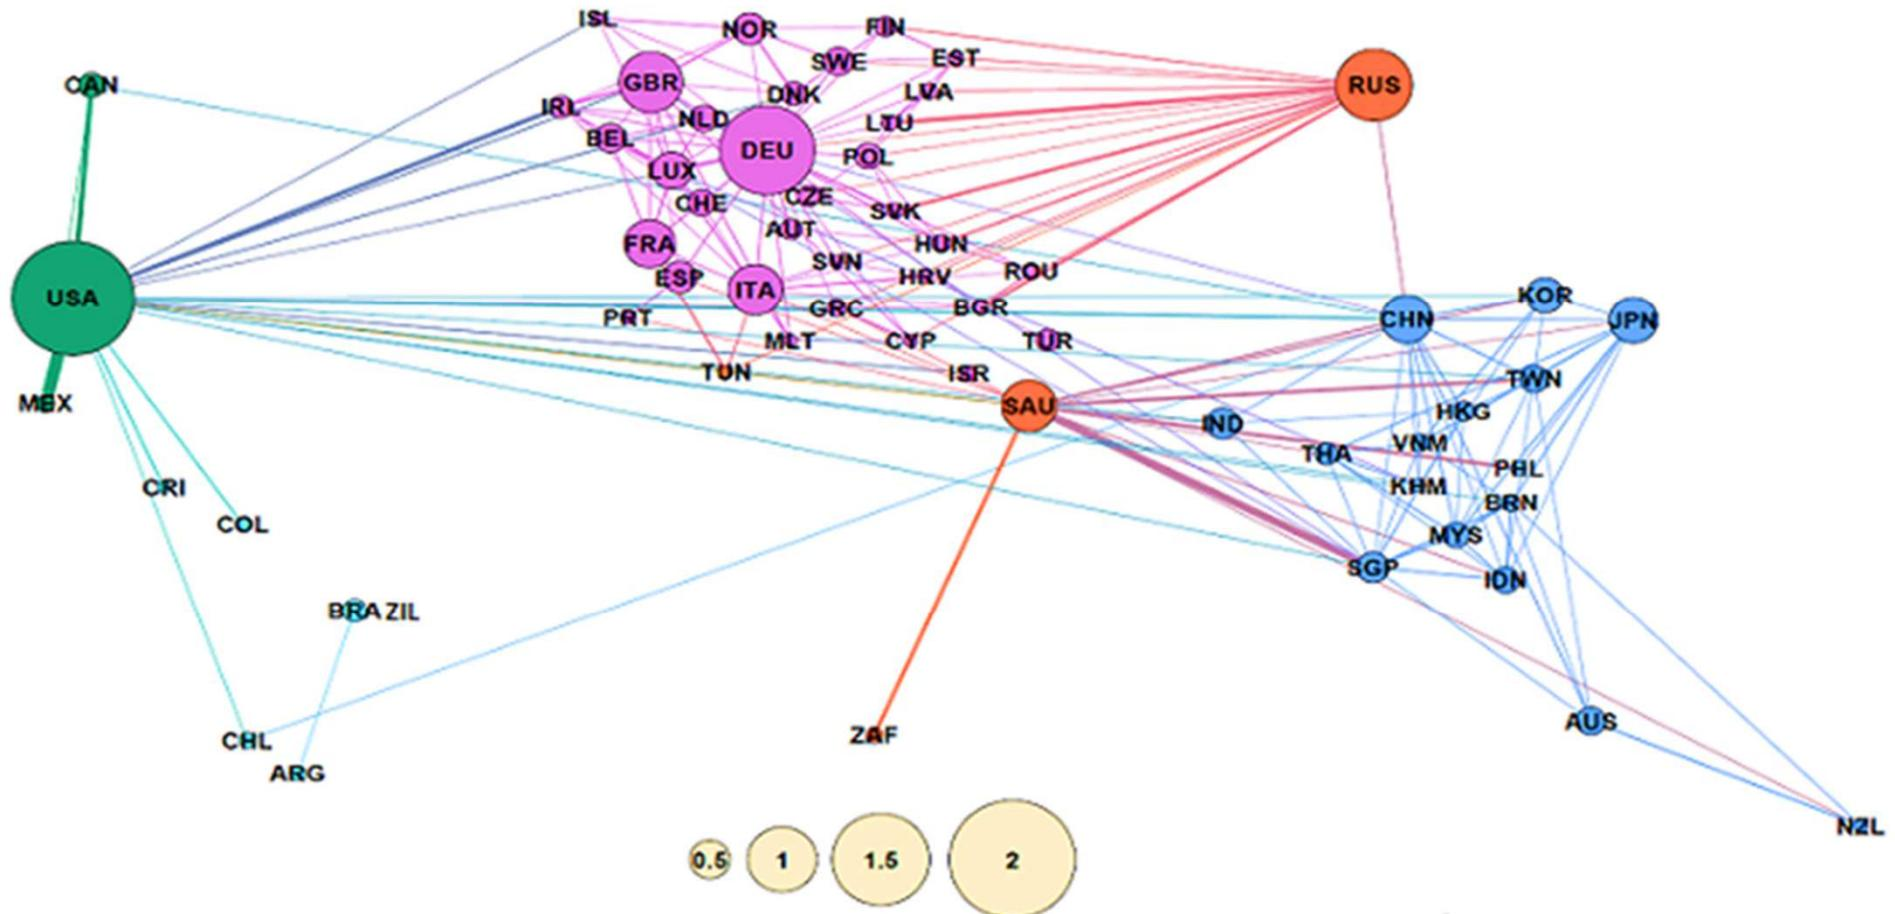 ISL
NOR
FIN
SWE
EST
CAN
GBR
RUS
DNK
LVA
IRL
NLD
LTU
BEL
DEU
POL
LUX
CZE
CHE
SVK
AUT
FRA
HUN
SVN
ESP
HRV
ROU
ITA
USA
GRC
BGR
CHN
KOR
JPN
PRT
MLT
CYP
TUR
TUN
ISR
TWN
MEX
SAU
HKG
IND
VNM
THA
PHL
KHM
CRI
BRN
COL
MYS
SGP
IDN
BRAZIL
AUS
ZAF
CHL
ARG
NZL
0.5 1 1.5 2